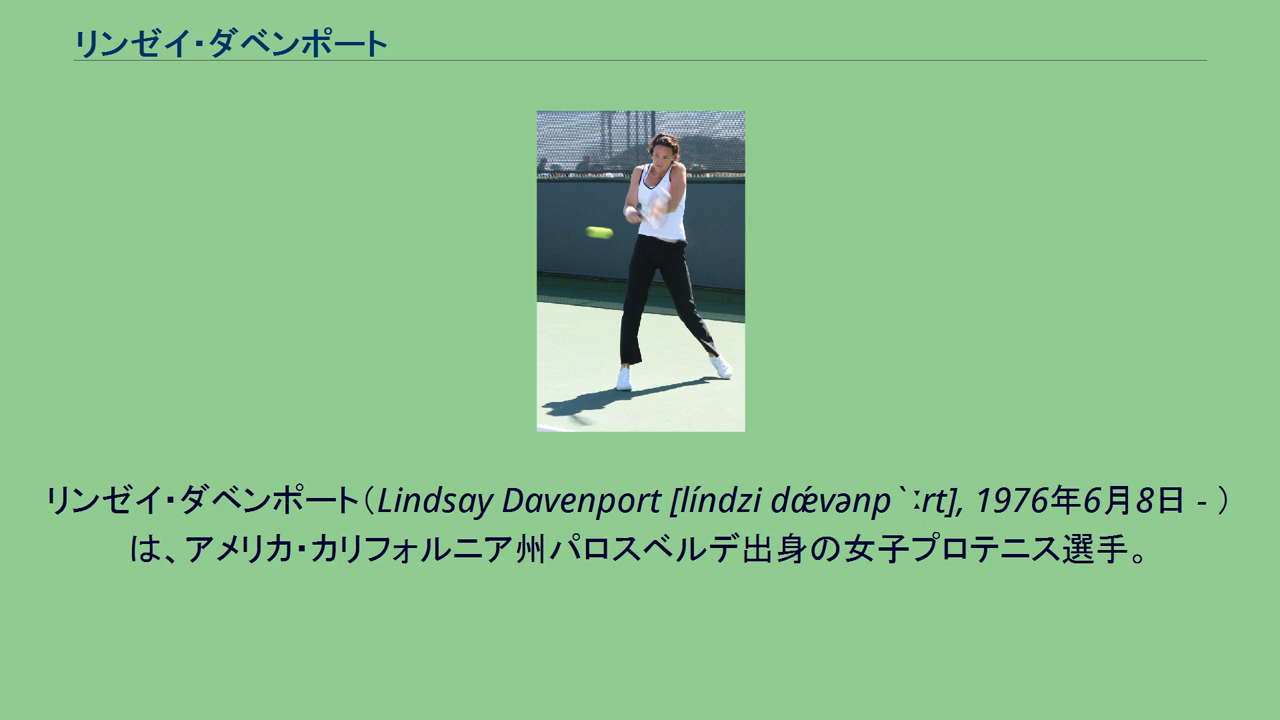 リンゼイ・ダベンポート
リンゼイ・ダベンポート（Lindsay Davenport [líndzi dǽvənp`ːrt], 1976年6月8日 - ）
は、アメリカ・カリフォルニア州パロスベルデ出身の女子プロテニス選手。